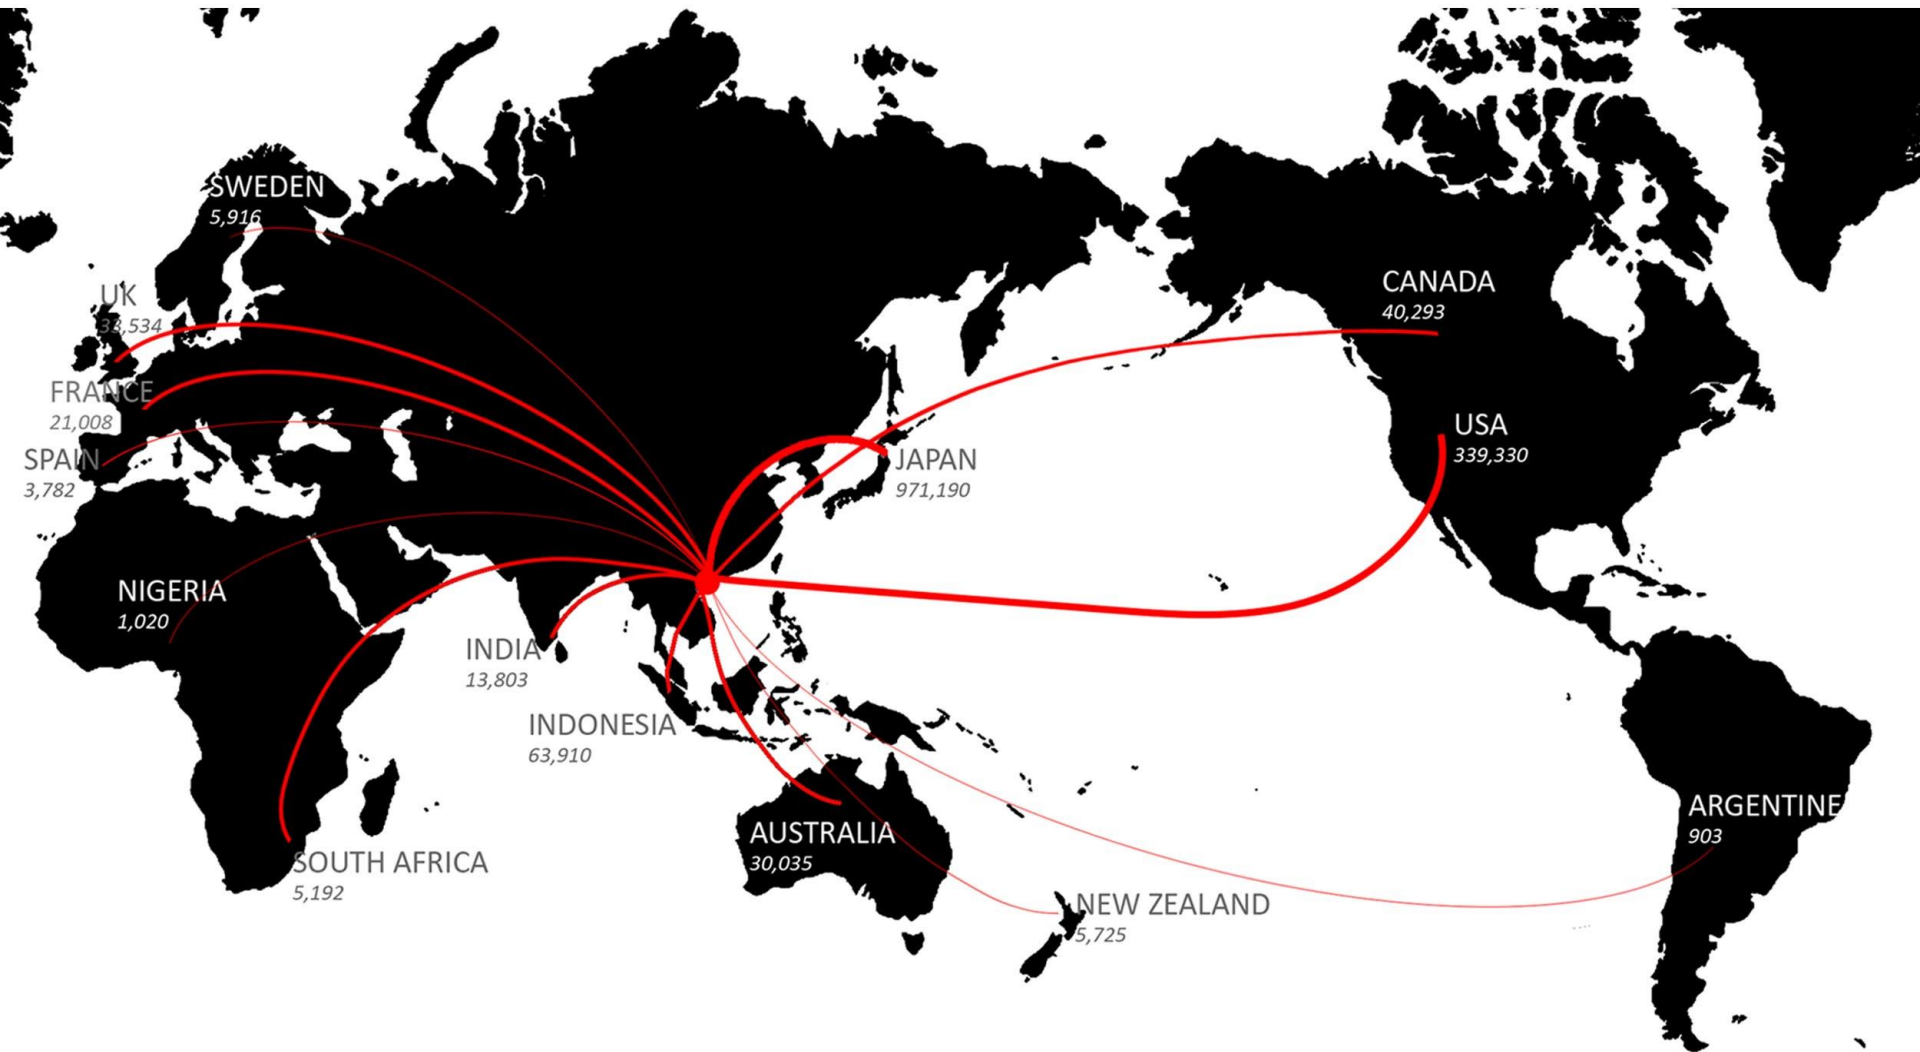 SWEDEN
5,916
UK
33,534
FRANCE
21,008
SPAIN
3,782
NIGERIA
1,020
SOUTH AFRICA
5,192
INDIA
13,803
INDONESIA
63,910
JAPAN
971,190
AUSTRALIA
30,035
NEW ZEALAND
5,725
CANADA
40,293
USA
339,330
ARGENTINE
903